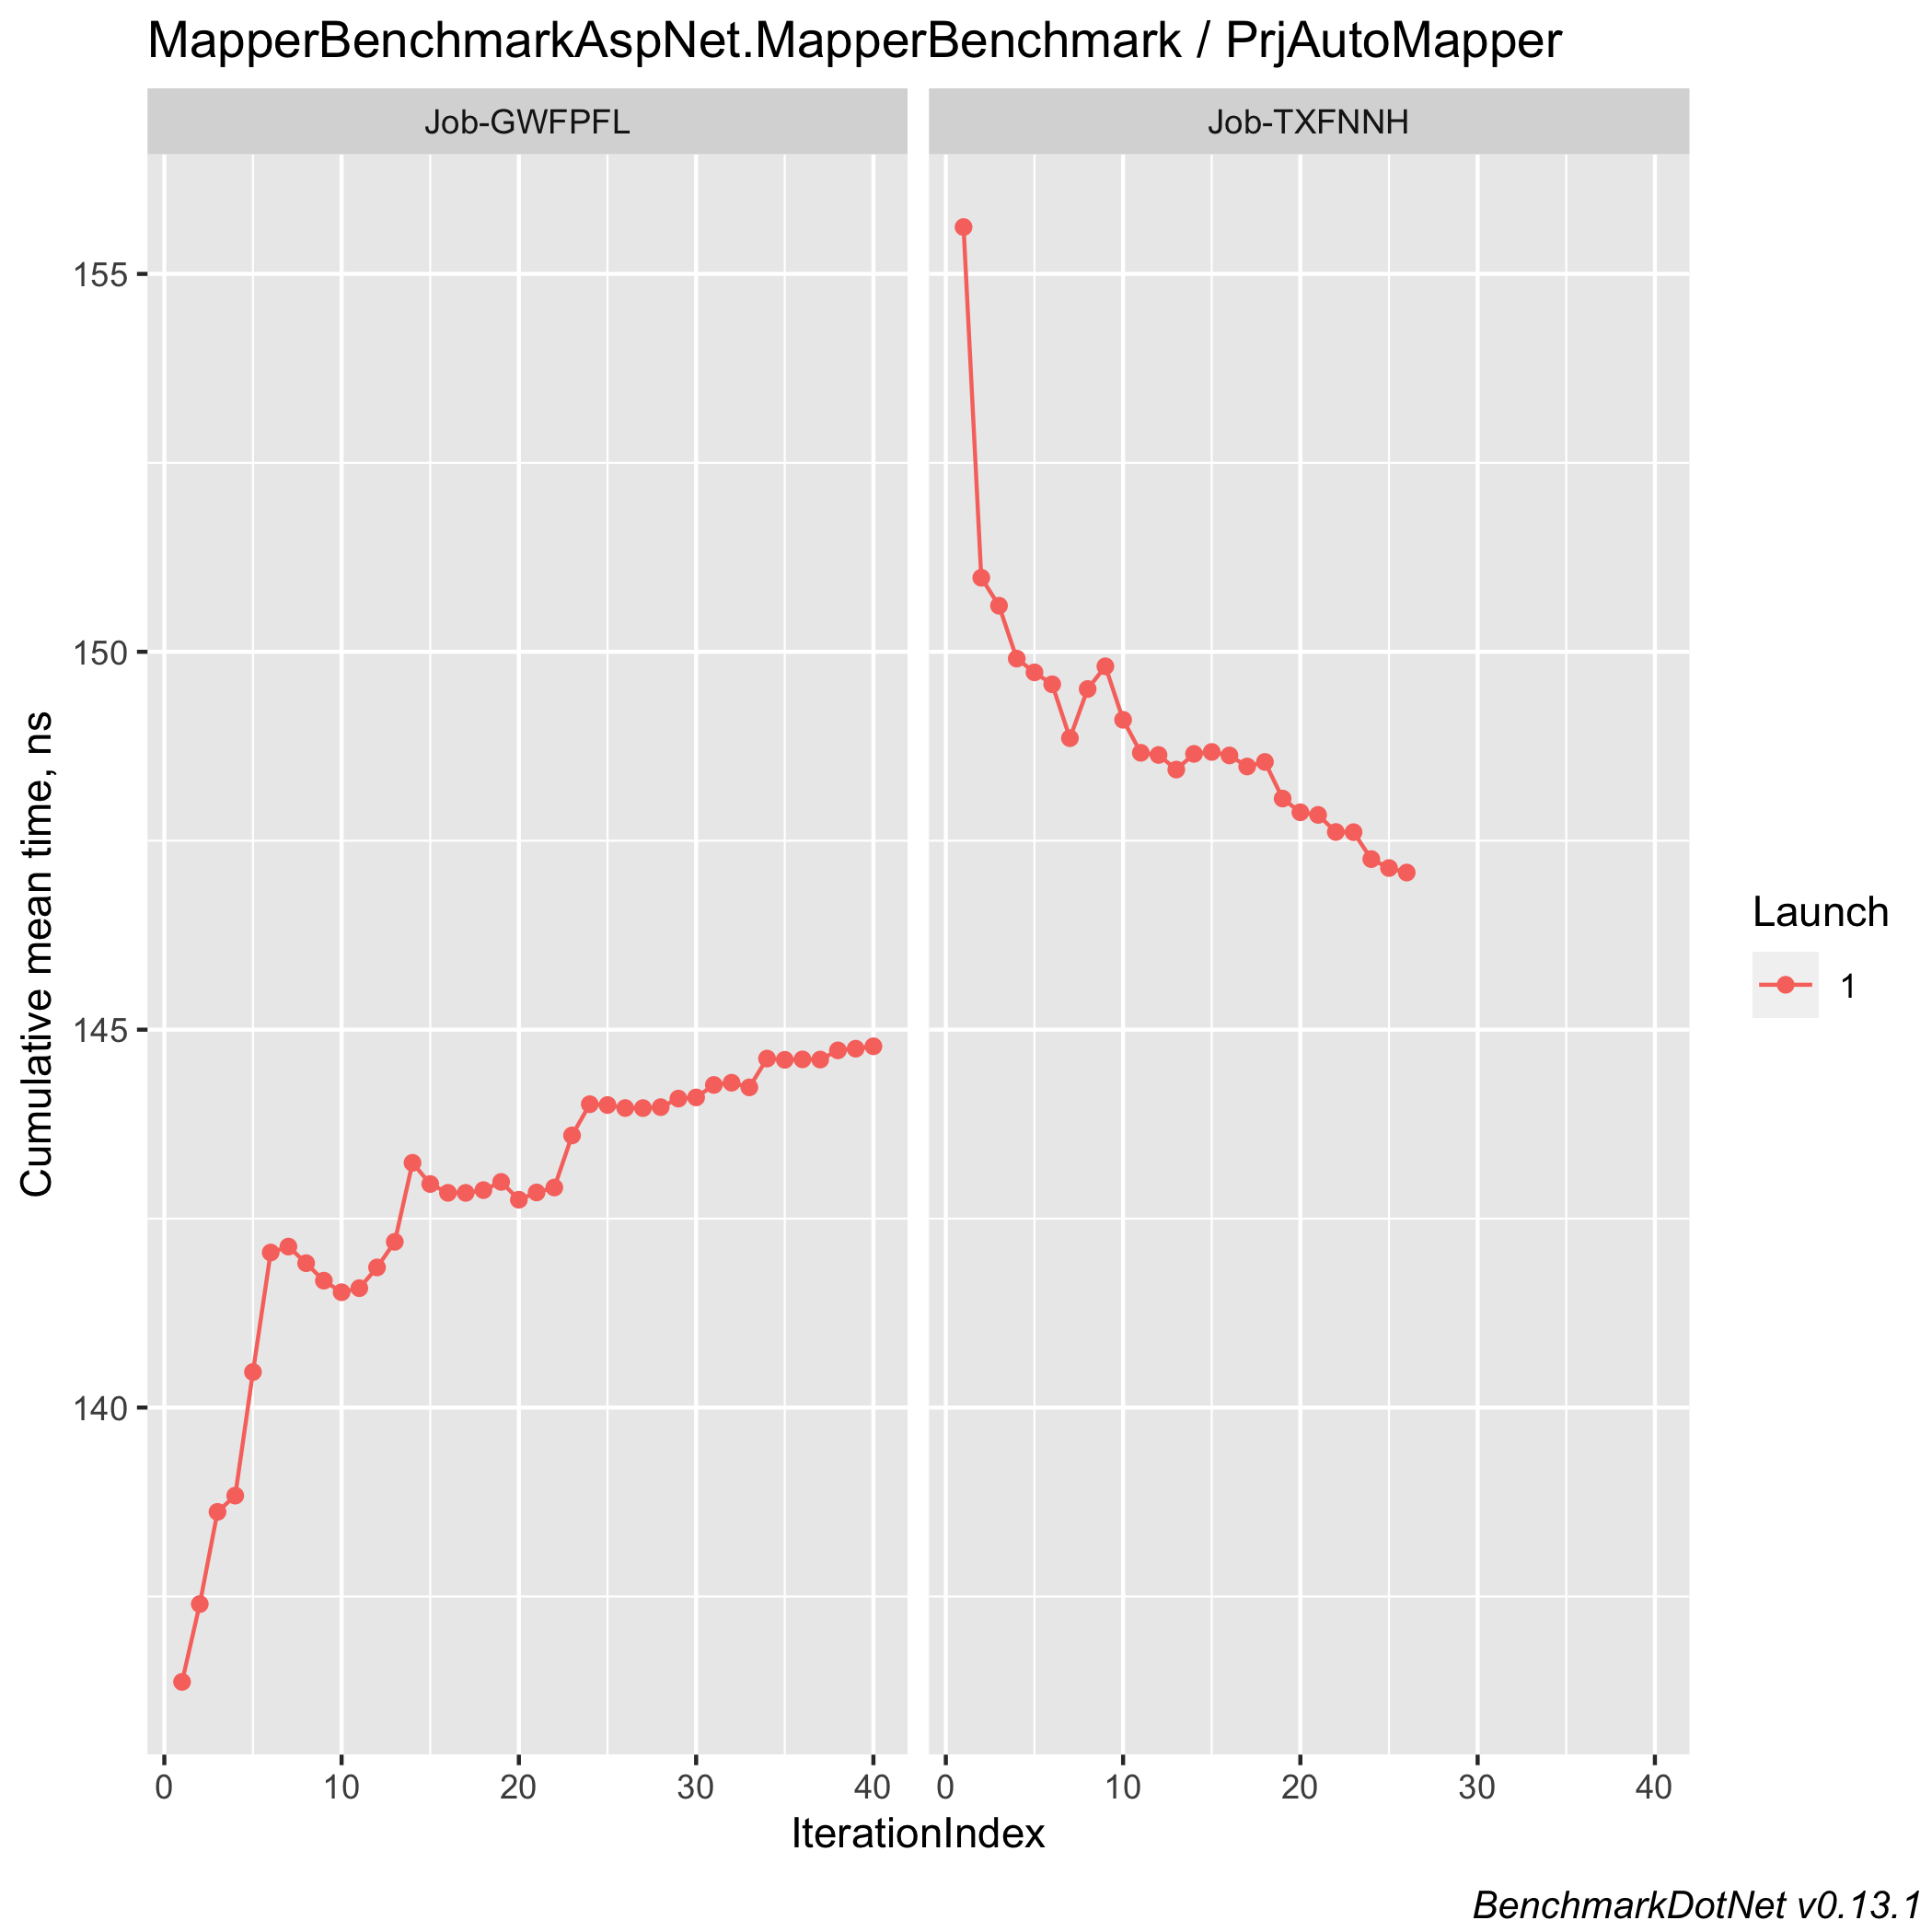 MapperBenchmarkAspNet.MapperBenchmark / PrjAutoMapper
Job-GWFPFL
Job-TXFNNH
155
150
145
140
Cumulative mean time, ns
0 10 20 30 40
0 10 20 30 40
IterationIndex
Launch
1
BenchmarkDotNet v0.13.1